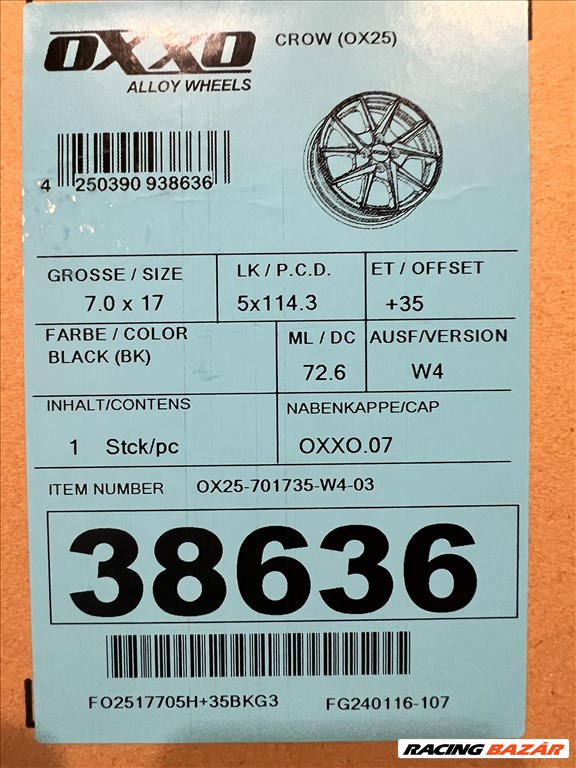 OXXO
ALLOY WHEELS
CROW (OX25)
4 250390 938636
GROSSE / SIZE
7.0 x 17
LK / P.C.D.
5x114.3
ET / OFFSET
+35
FARBE / COLOR
BLACK (BK)
ML / DC
72.6
AUSF/VERSION
W4
INHALT/CONTENS
1 Stck/pc
NABENKAPPE/CAP
OXXO.07
ITEM NUMBER OX25-701735-W4-03
38636
FO2517705H+35BKG3 FG240116-107
RACING BAZÁR